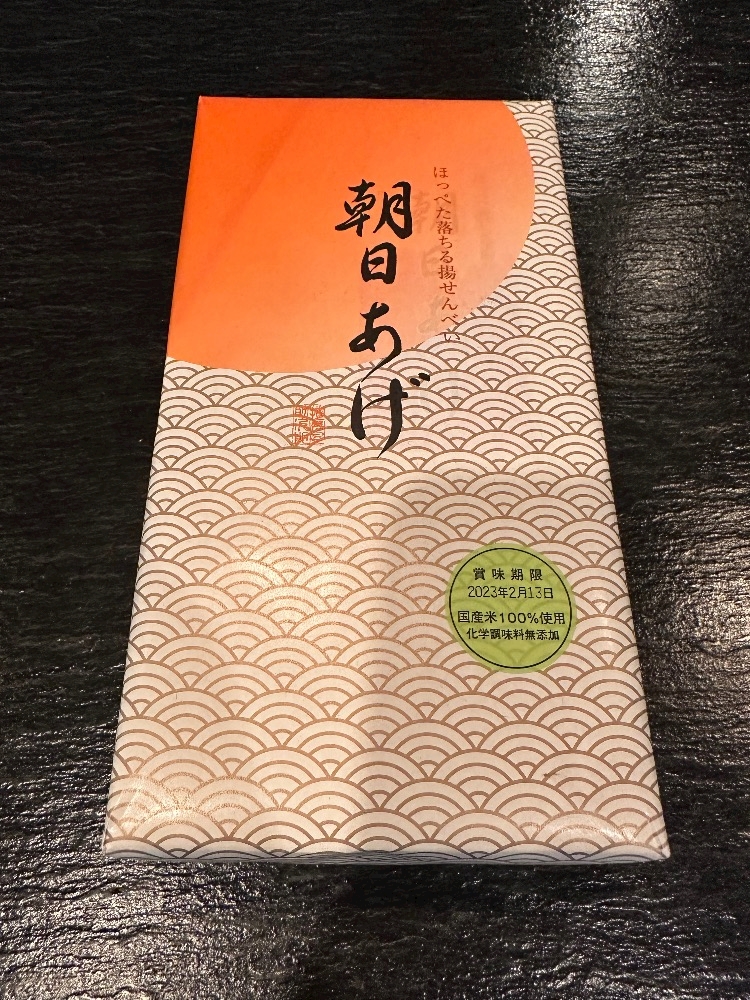 ほっぺた落ちる揚せんべい
朝日あげ
賞味期限
2023年2月13日
国産米100%使用
化学調味料無添加